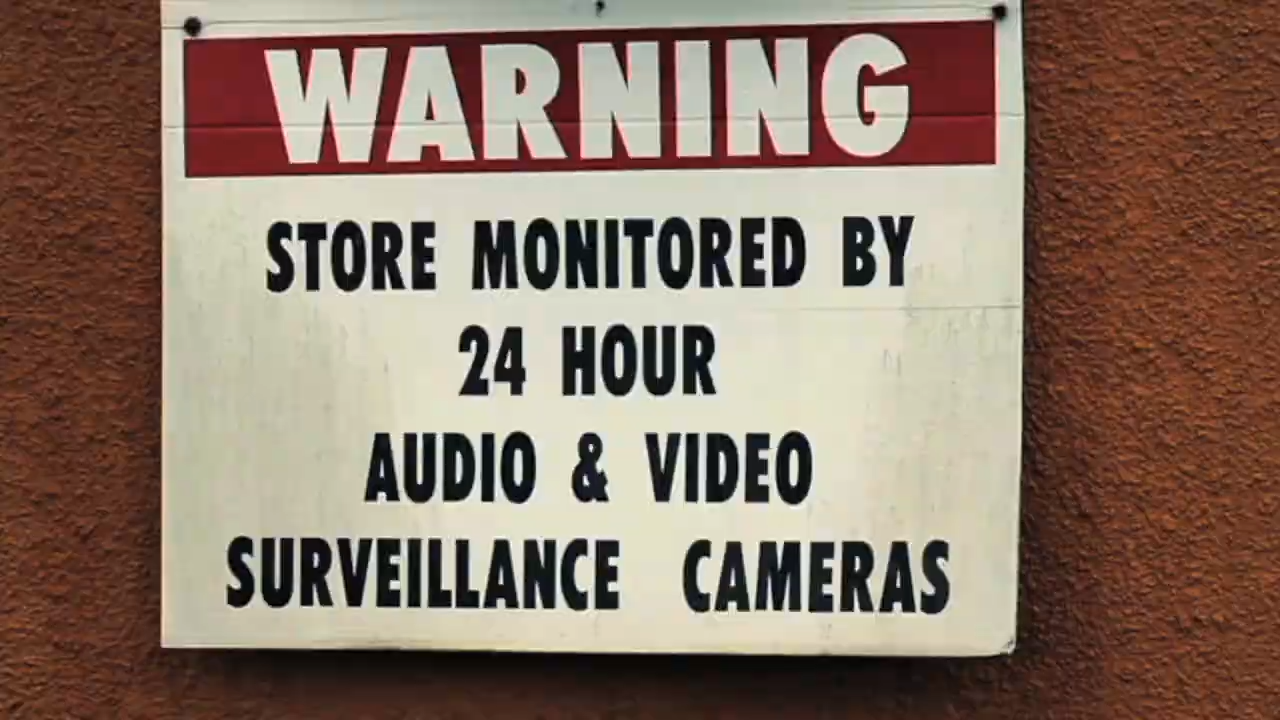 WARNING
STORE MONITORED BY
24 HOUR
AUDIO & VIDEO
SURVEILLANCE CAMERAS